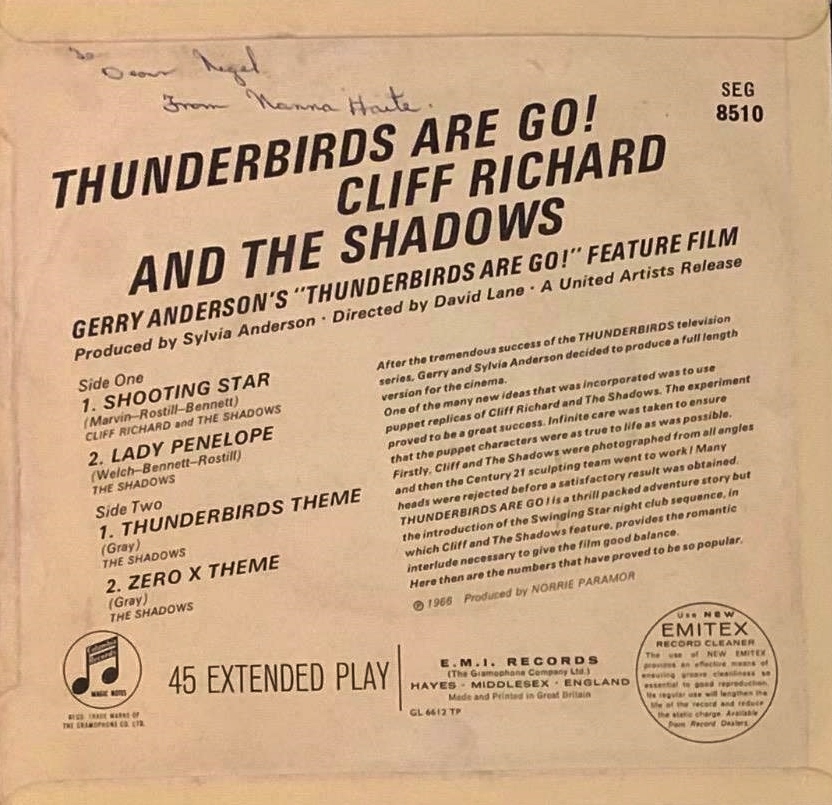 To
Dear Nigel
From Nanna Haite.
SEG
8510
THUNDERBIRDS ARE GO!
CLIFF RICHARD
AND THE SHADOWS
GERRY ANDERSON'S "THUNDERBIRDS ARE GO!" FEATURE FILM
Produced by Sylvia Anderson · Directed by David Lane · A United Artists Release
Side One
1. SHOOTING STAR
(Marvin–Rostill–Bennett)
CLIFF RICHARD and THE SHADOWS
2. LADY PENELOPE
(Welch–Bennett–Rostill)
THE SHADOWS
Side Two
1. THUNDERBIRDS THEME
(Gray)
THE SHADOWS
2. ZERO X THEME
(Gray)
THE SHADOWS
After the tremendous success of the THUNDERBIRDS television
series, Gerry and Sylvia Anderson decided to produce a full length
version for the cinema.
One of the many new ideas that was incorporated was to use
puppet replicas of Cliff Richard and The Shadows. The experiment
proved to be a great success. Infinite care was taken to ensure
that the puppet characters were as true to life as was possible.
Firstly, Cliff and The Shadows were photographed from all angles
and then the Century 21 sculpting team went to work! Many
heads were rejected before a satisfactory result was obtained.
THUNDERBIRDS ARE GO! is a thrill packed adventure story but
the introduction of the Swinging Star night club sequence, in
which Cliff and The Shadows feature, provides the romantic
interlude necessary to give the film good balance.
Here then are the numbers that have proved to be so popular.
℗ 1966 Produced by NORRIE PARAMOR
Columbia
Records
MAGIC NOTES
REGD. TRADE MARKS OF
THE GRAMOPHONE CO. LTD.
45 EXTENDED PLAY
E.M.I. RECORDS
(The Gramophone Company Ltd.)
HAYES · MIDDLESEX · ENGLAND
Made and Printed in Great Britain
GL 6612 TP
Use NEW
EMITEX
RECORD CLEANER
The use of NEW EMITEX
provides an effective means of
ensuring groove cleanliness so
essential to good reproduction.
Its regular use will lengthen the
life of the record and reduce
the static charge. Available
from Record Dealers.